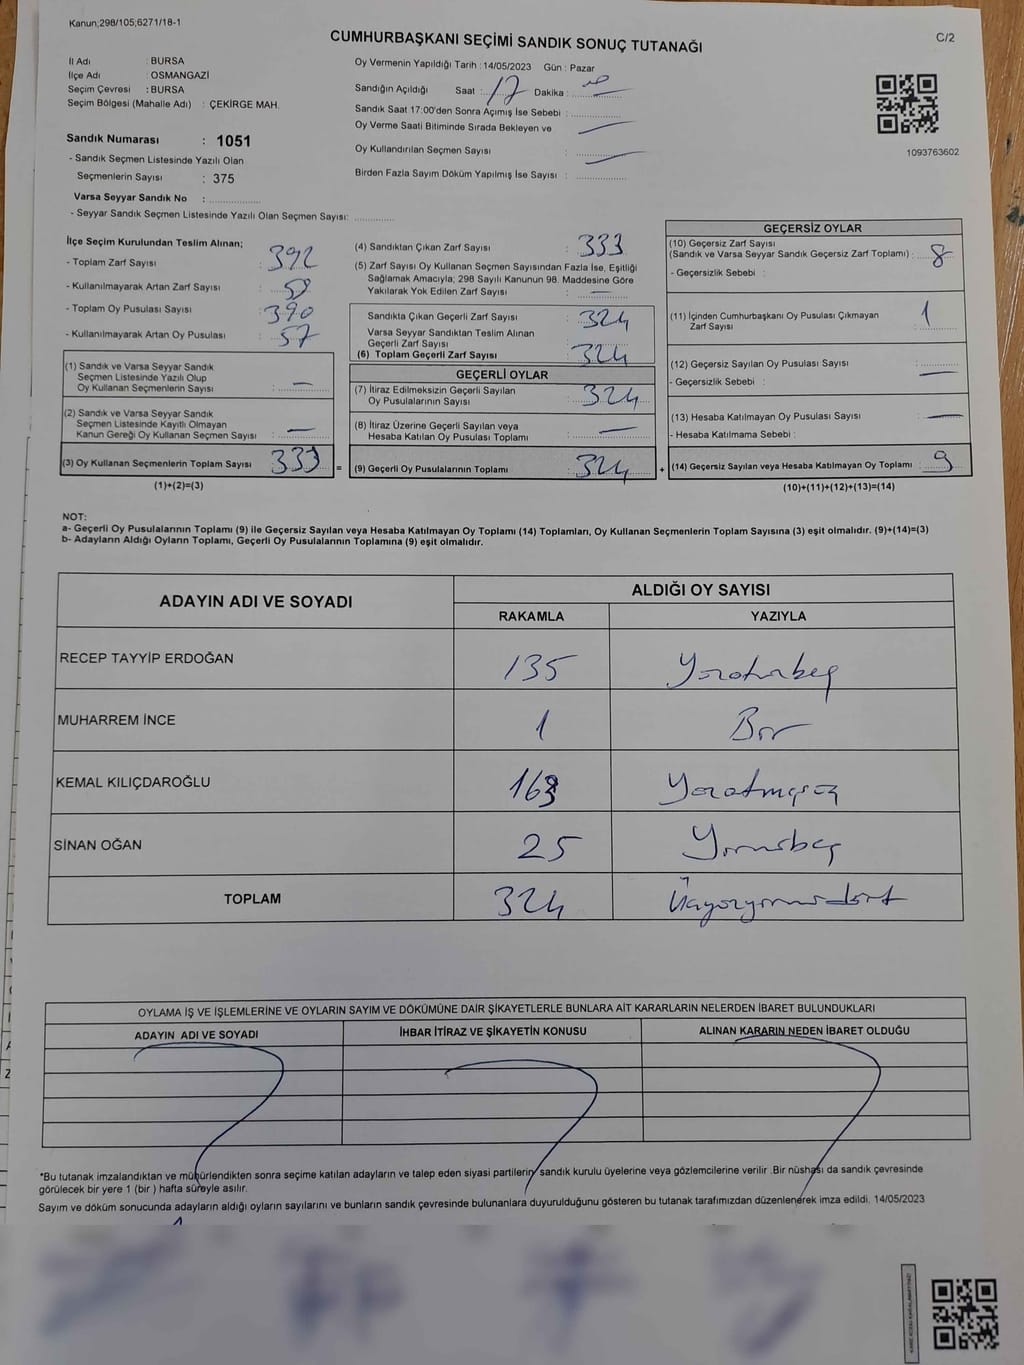 Kanun;298/105;6271/18-1
CUMHURBAŞKANI SEÇİMİ SANDIK SONUÇ TUTANAĞI
C/2
İl Adı : BURSA
İlçe Adı : OSMANGAZİ
Seçim Çevresi : BURSA
Seçim Bölgesi (Mahalle Adı) : ÇEKİRGE MAH.
Sandık Numarası : 1051
- Sandık Seçmen Listesinde Yazılı Olan
Seçmenlerin Sayısı : 375
Varsa Seyyar Sandık No : ..................
- Seyyar Sandık Seçmen Listesinde Yazılı Olan Seçmen Sayısı: ..............
Oy Vermenin Yapıldığı Tarih : 14/05/2023 Gün : Pazar
Sandığın Açıldığı Saat :..17.. Dakika :
Sandık Saat 17:00'den Sonra Açımış İse Sebebi :
Oy Verme Saati Bitiminde Sırada Bekleyen ve
Oy Kullandırılan Seçmen Sayısı :
Birden Fazla Sayım Döküm Yapılmış İse Sayısı : ..................
1093763602
İlçe Seçim Kurulundan Teslim Alınan;
- Toplam Zarf Sayısı : 392
- Kullanılmayarak Artan Zarf Sayısı : 59
- Toplam Oy Pusulası Sayısı : 390
- Kullanılmayarak Artan Oy Pusulası : 57
(1) Sandık ve Varsa Seyyar Sandık
Seçmen Listesinde Yazılı Olup
Oy Kullanan Seçmenlerin Sayısı : —
(2) Sandık ve Varsa Seyyar Sandık
Seçmen Listesinde Kayıtlı Olmayan
Kanun Gereği Oy Kullanan Seçmen Sayısı : —
(3) Oy Kullanan Seçmenlerin Toplam Sayısı 333
(1)+(2)=(3)
(4) Sandıktan Çıkan Zarf Sayısı : 333
(5) Zarf Sayısı Oy Kullanan Seçmen Sayısından Fazla İse, Eşitliği
Sağlamak Amacıyla; 298 Sayılı Kanunun 98. Maddesine Göre
Yakılarak Yok Edilen Zarf Sayısı : —
Sandıkta Çıkan Geçerli Zarf Sayısı : 324
Varsa Seyyar Sandıktan Teslim Alınan
Geçerli Zarf Sayısı :
(6) Toplam Geçerli Zarf Sayısı : 324
GEÇERLİ OYLAR
(7) İtiraz Edilmeksizin Geçerli Sayılan
Oy Pusulalarının Sayısı : 324
(8) İtiraz Üzerine Geçerli Sayılan veya
Hesaba Katılan Oy Pusulası Toplamı : —
= (9) Geçerli Oy Pusulalarının Toplamı : 324
GEÇERSİZ OYLAR
(10) Geçersiz Zarf Sayısı
(Sandık ve Varsa Seyyar Sandık Geçersiz Zarf Toplamı) : 8
- Geçersizlik Sebebi :
(11) İçinden Cumhurbaşkanı Oy Pusulası Çıkmayan
Zarf Sayısı : 1
(12) Geçersiz Sayılan Oy Pusulası Sayısı : —
- Geçersizlik Sebebi :
(13) Hesaba Katılmayan Oy Pusulası Sayısı : —
- Hesaba Katılmama Sebebi :
+ (14) Geçersiz Sayılan veya Hesaba Katılmayan Oy Toplamı : 9
(10)+(11)+(12)+(13)=(14)
NOT:
a- Geçerli Oy Pusulalarının Toplamı (9) ile Geçersiz Sayılan veya Hesaba Katılmayan Oy Toplamı (14) Toplamları, Oy Kullanan Seçmenlerin Toplam Sayısına (3) eşit olmalıdır. (9)+(14)=(3)
b- Adayların Aldığı Oyların Toplamı, Geçerli Oy Pusulalarının Toplamına (9) eşit olmalıdır.
ADAYIN ADI VE SOYADI
ALDIĞI OY SAYISI
RAKAMLA YAZIYLA
RECEP TAYYİP ERDOĞAN 135 Yüzotuzbeş
MUHARREM İNCE 1 Bir
KEMAL KILIÇDAROĞLU 163 Yüzatmışüç
SİNAN OĞAN 25 Yirmibeş
TOPLAM 324 Üçyüzyirmidört
OYLAMA İŞ VE İŞLEMLERİNE VE OYLARIN SAYIM VE DÖKÜMÜNE DAİR ŞİKAYETLERLE BUNLARA AİT KARARLARIN NELERDEN İBARET BULUNDUKLARI
ADAYIN ADI VE SOYADI İHBAR İTİRAZ VE ŞİKAYETİN KONUSU ALINAN KARARIN NEDEN İBARET OLDUĞU
*Bu tutanak imzalandıktan ve mühürlendikten sonra seçime katılan adayların ve talep eden siyasi partilerin sandık kurulu üyelerine veya gözlemcilerine verilir .Bir nüshası da sandık çevresinde
görülecek bir yere 1 (bir ) hafta süreyle asılır.
Sayım ve döküm sonucunda adayların aldığı oyların sayılarını ve bunların sandık çevresinde bulunanlara duyurulduğunu gösteren bu tutanak tarafımızdan düzenlenerek imza edildi. 14/05/2023